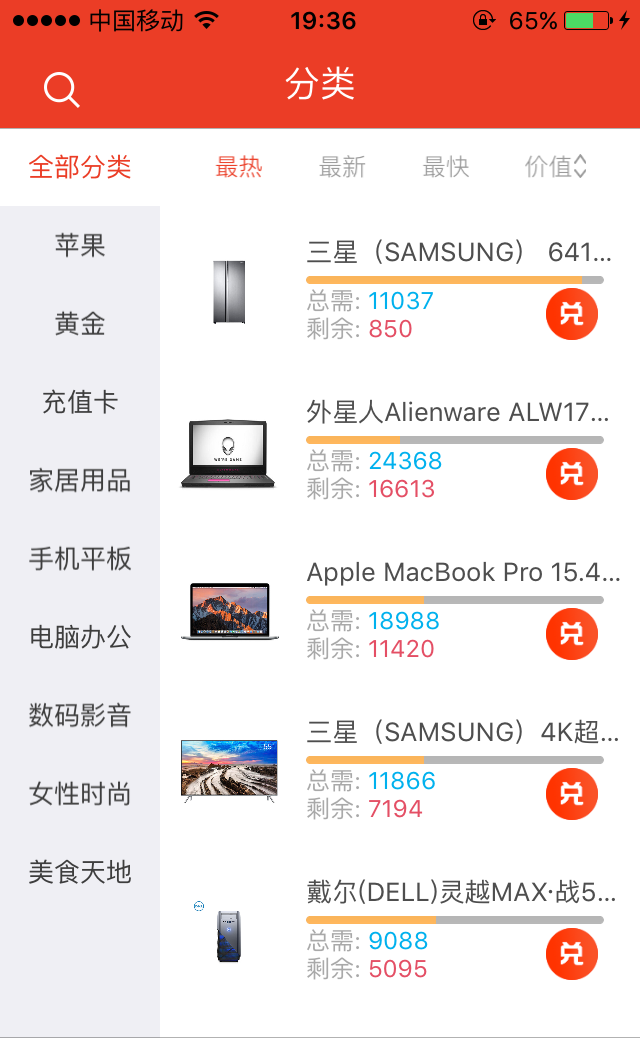 中国移动 19:36 65%
分类
全部分类 最热 最新 最快 价值
苹果
黄金
充值卡
家居用品
手机平板
电脑办公
数码影音
女性时尚
美食天地
三星（SAMSUNG） 641...
总需: 11037
剩余: 850
兑
外星人Alienware ALW17...
总需: 24368
剩余: 16613
兑
Apple MacBook Pro 15.4...
总需: 18988
剩余: 11420
兑
三星（SAMSUNG）4K超...
总需: 11866
剩余: 7194
兑
戴尔(DELL)灵越MAX·战5...
总需: 9088
剩余: 5095
兑